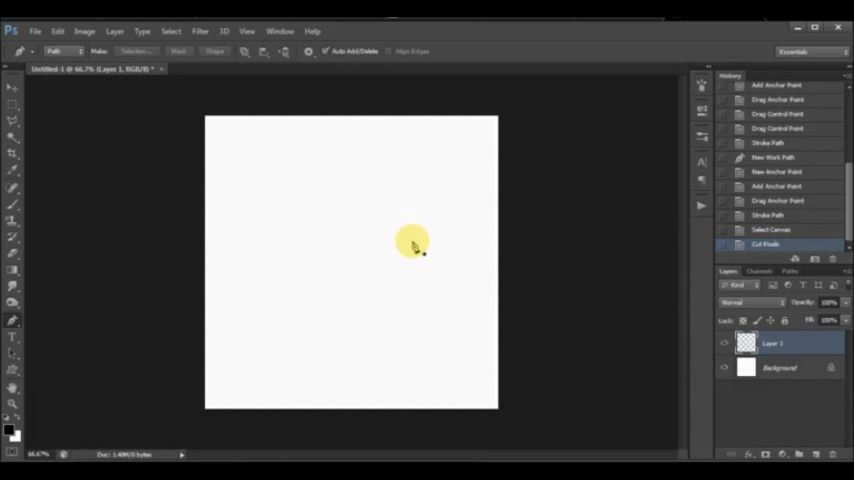 Ps File Edit Image Layer Type Select Filter 3D View Window Help
Path Make: Selection... Mask Shape Auto Add/Delete Align Edges Essentials
Untitled-1 @ 66.7% (Layer 1, RGB/8) * ×
History
Add Anchor Point
Drag Anchor Point
Drag Control Point
Drag Control Point
Stroke Path
New Work Path
New Anchor Point
Add Anchor Point
Drag Anchor Point
Stroke Path
Select Canvas
Cut Pixels
Layers Channels Paths
Kind
Normal Opacity: 100%
Lock: Fill: 100%
Layer 1
Background
66.67% Doc: 1.40M/0 bytes